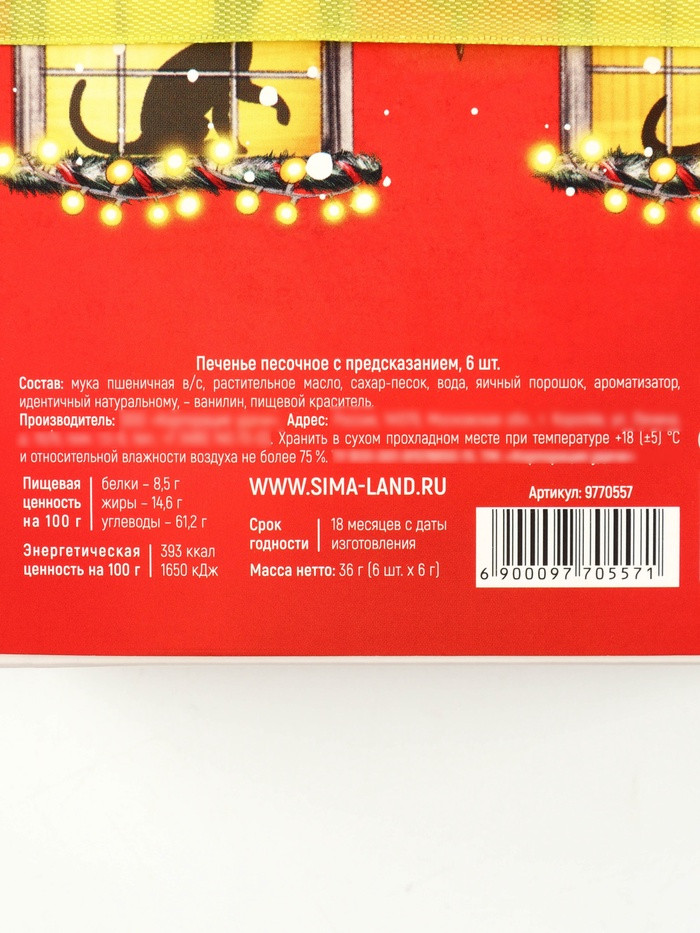 Печенье песочное с предсказанием, 6 шт.
Состав: мука пшеничная в/с, растительное масло, сахар-песок, вода, яичный порошок, ароматизатор,
идентичный натуральному, – ванилин, пищевой краситель.
Производитель: Адрес:
. Хранить в сухом прохладном месте при температуре +18 (±5) °С
и относительной влажности воздуха не более 75 %.
Пищевая ценность на 100 г
белки – 8,5 г
жиры – 14,6 г
углеводы – 61,2 г
Энергетическая ценность на 100 г
393 ккал
1650 кДж
WWW.SIMA-LAND.RU
Срок годности
18 месяцев с даты
изготовления
Масса нетто: 36 г (6 шт. х 6 г)
Артикул: 9770557
6 900097 705571